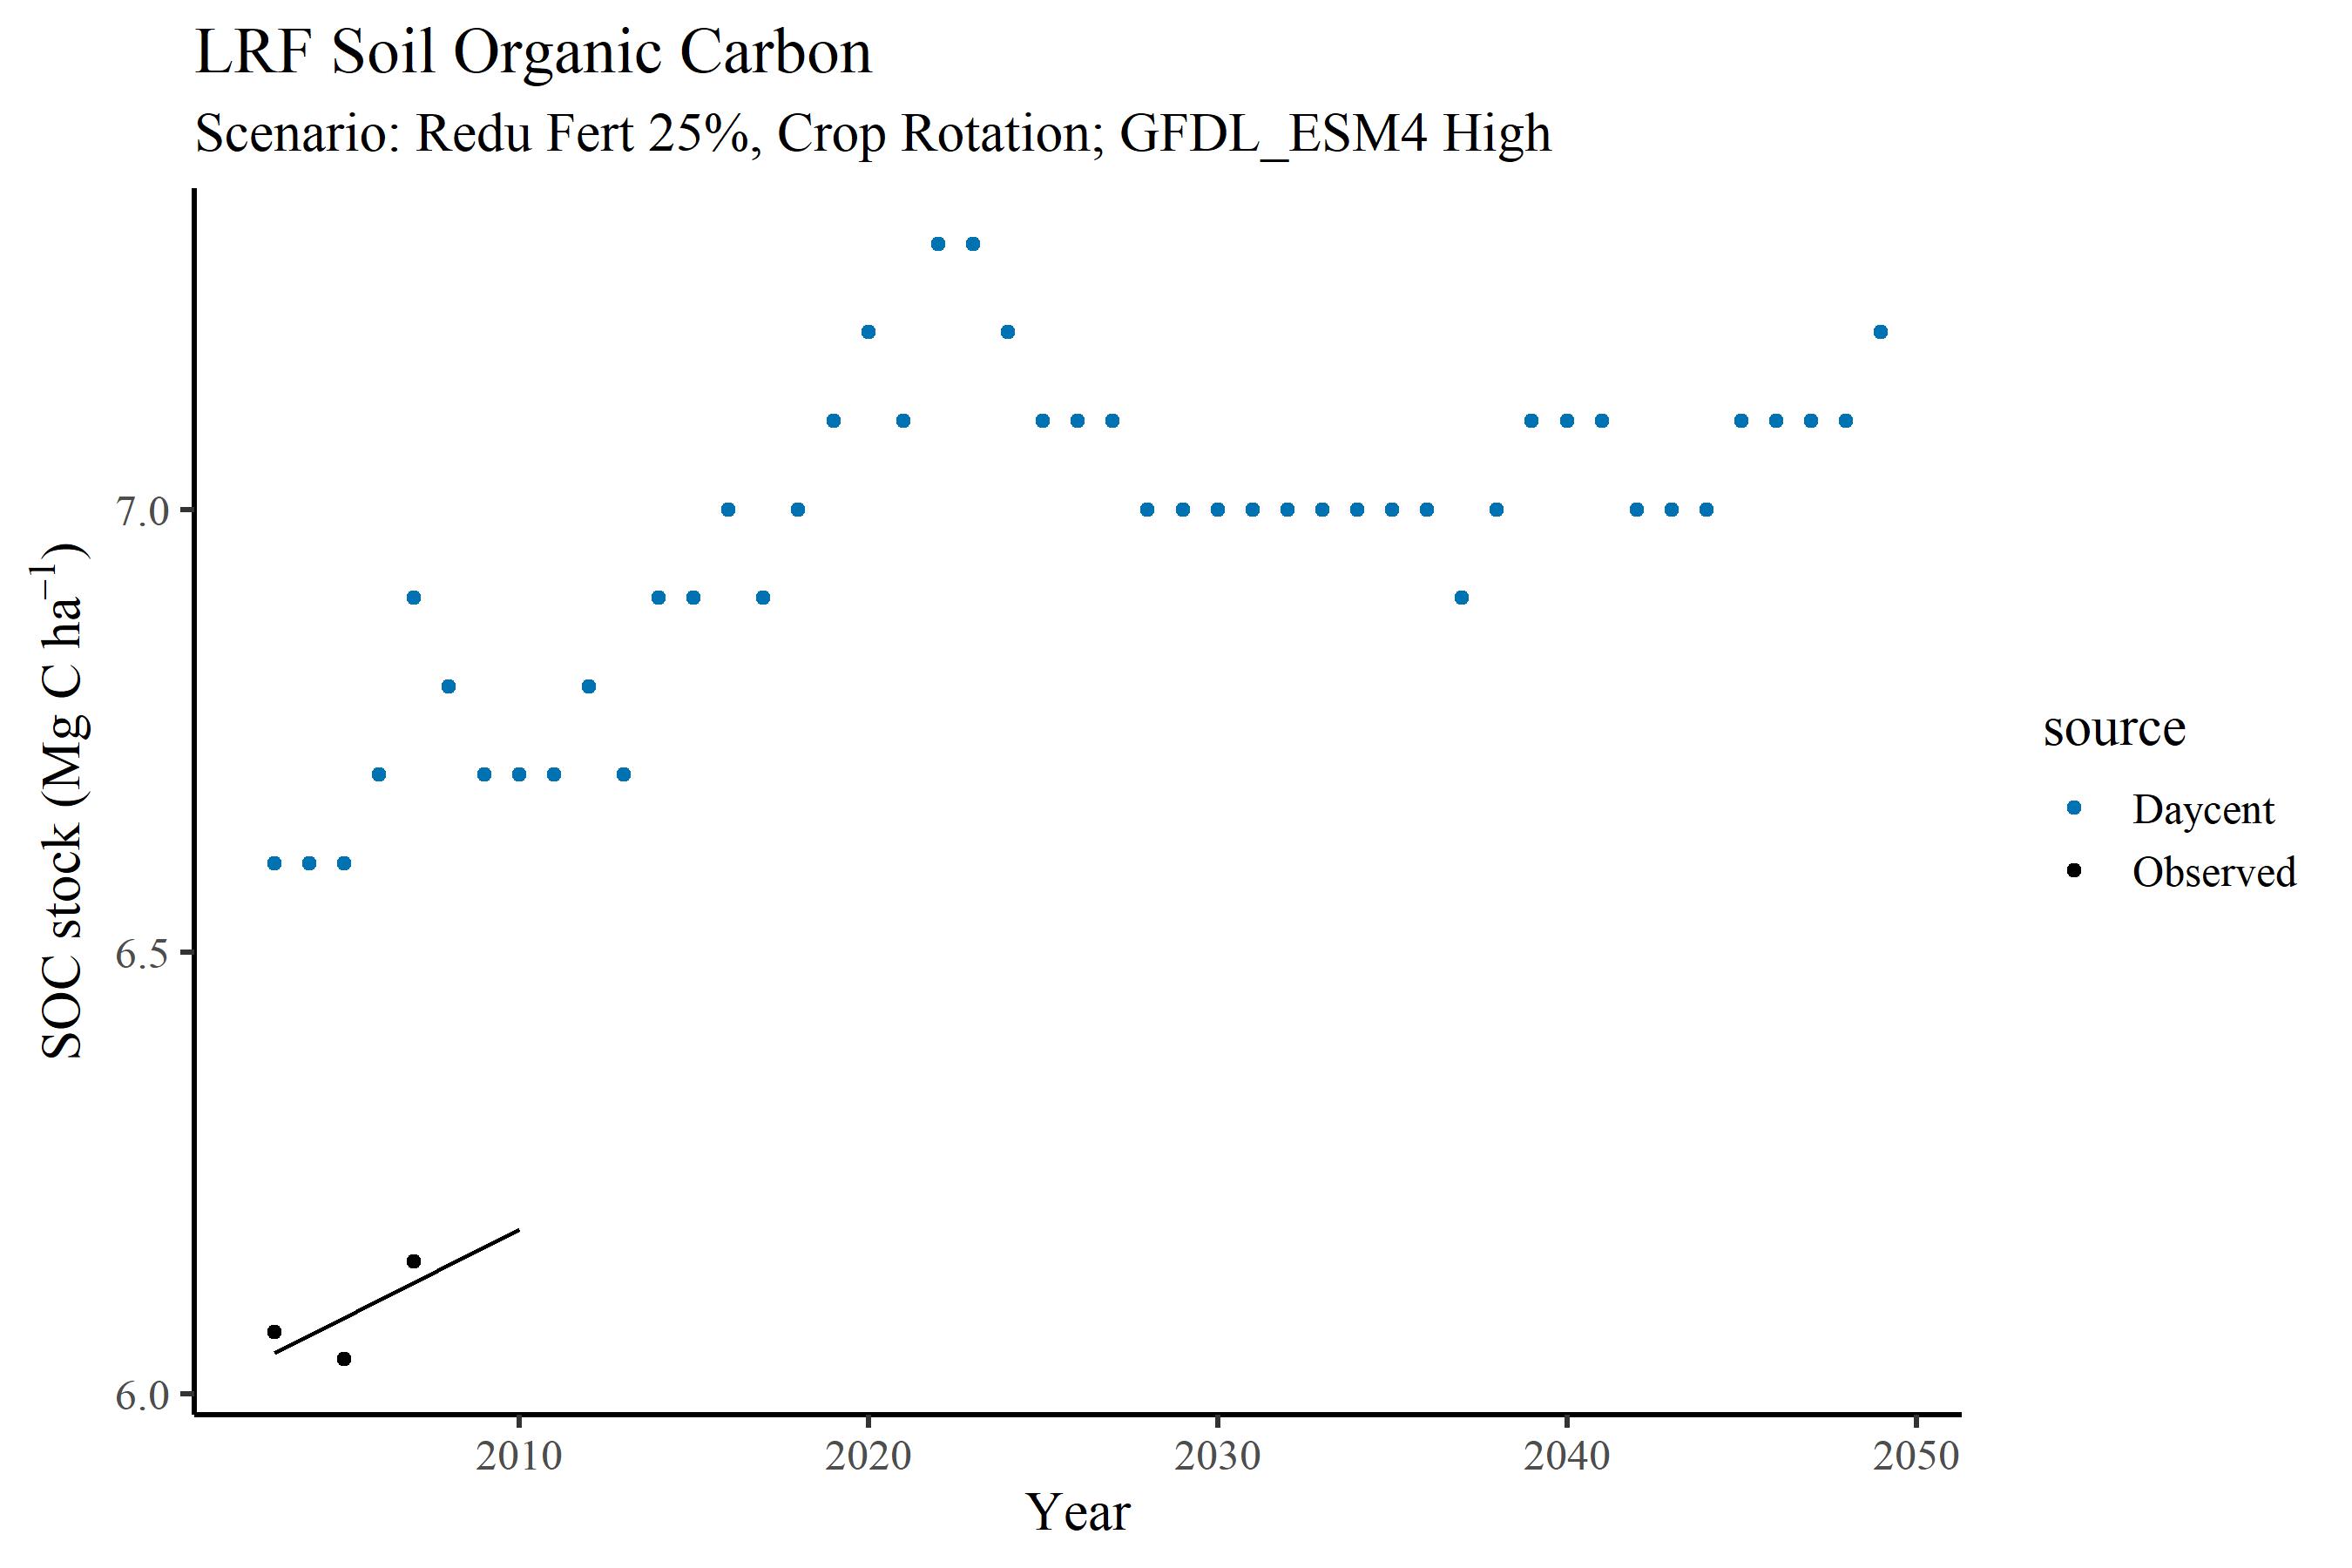 LRF Soil Organic Carbon
Scenario: Redu Fert 25%, Crop Rotation; GFDL_ESM4 High
SOC stock (Mg C ha⁻¹)
7.0
6.5
6.0
2010 2020 2030 2040 2050
Year
source
Daycent
Observed